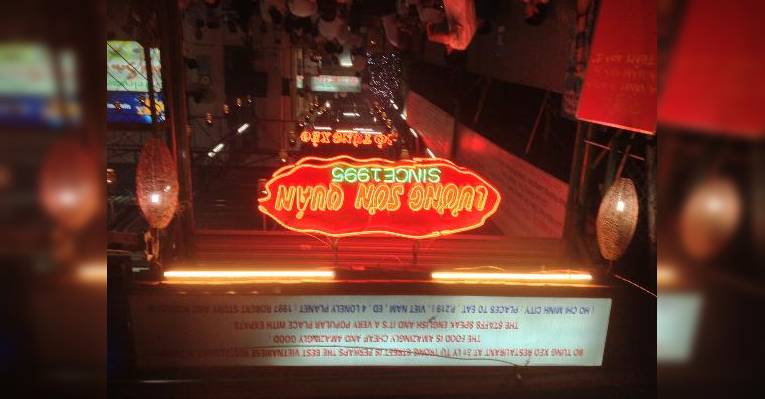 BO TUNG XEO RESTAURANT AT 31 LY TU TRONG STREET IS PERHAPS THE BEST VIETNAMESE RESTAURANT IN
THE FOOD IS AMAZINGLY CHEAP AND AMAZINGLY GOOD
THE STAFFS SPEAK ENGLISH AND IT'S A VERY POPULAR PLACE WITH EXPATS
( HO CHI MINH CITY : PLACES TO EAT , P.219 ) ; VIET NAM , ED . 4 LONELY PLANET : 1997 ROBERT STORY AND
LƯƠNG SƠN QUÁN
SINCE1995
BÒ TÙNG XẺO